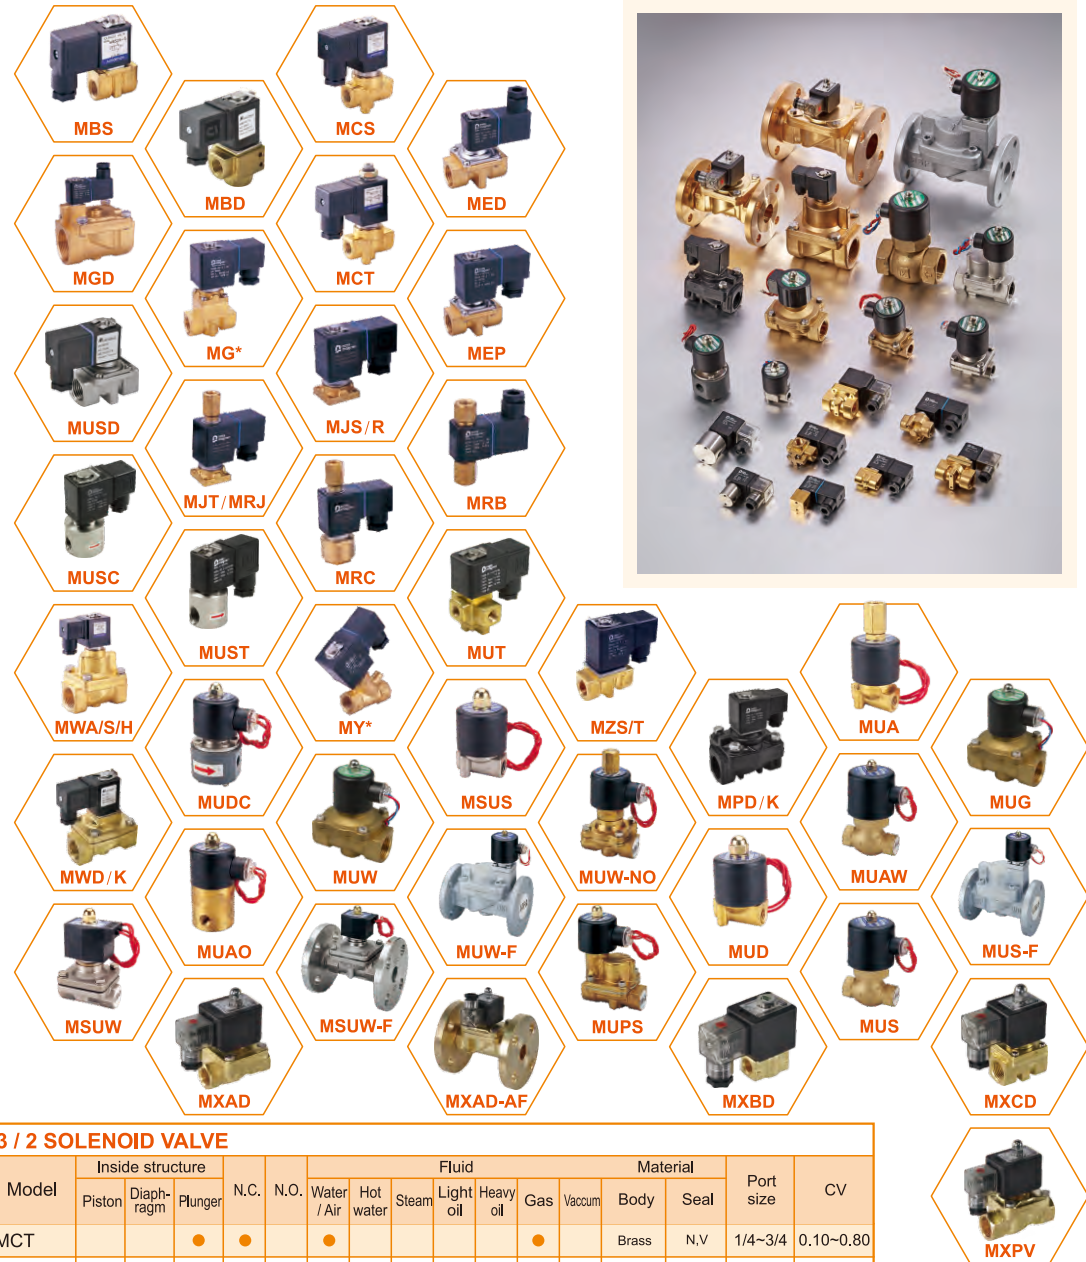 MBS
MCS
MBD
MED
MGD
MCT
MG*
MEP
MUSD
MJS/R
MJT/MRJ
MRB
MUSC
MRC
MUST
MUT
MWA/S/H
MY*
MZS/T
MUA
MUDC
MSUS
MPD/K
MUG
MWD/K
MUW
MUW-NO
MUAW
MUAO
MUW-F
MUD
MUS-F
MSUW
MSUW-F
MUPS
MUS
MXAD
MXAD-AF
MXBD
MXCD
MXPV
3 / 2 SOLENOID VALVE
Model Inside structure N.C. N.O. Fluid Material Port size CV
Piston Diaph-ragm Plunger Water / Air Hot water Steam Light oil Heavy oil Gas Vaccum Body Seal
MCT ● ● ● ● Brass N,V 1/4~3/4 0.10~0.80